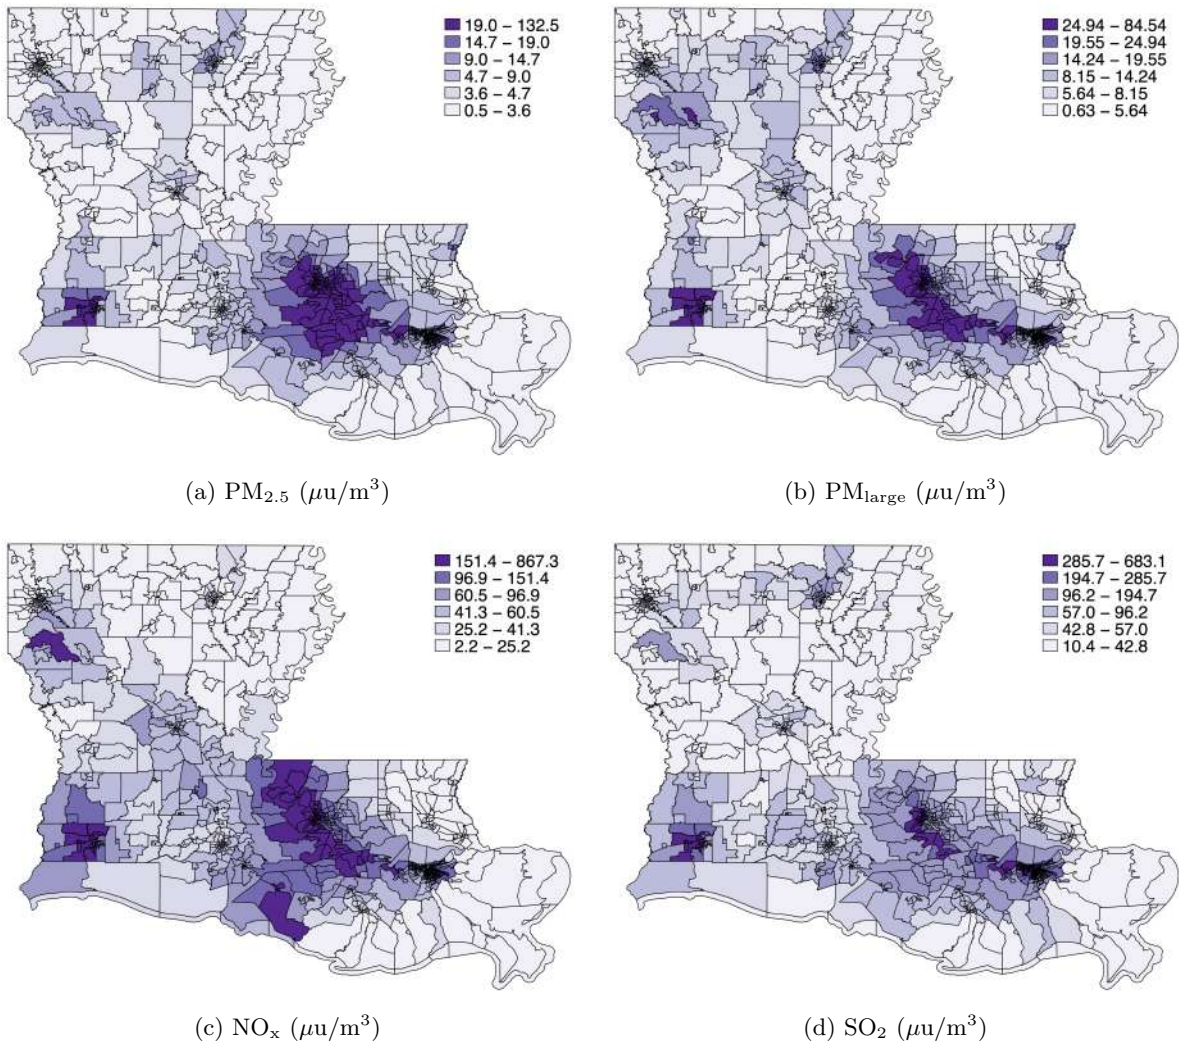 19.0 – 132.5
14.7 – 19.0
9.0 – 14.7
4.7 – 9.0
3.6 – 4.7
0.5 – 3.6
24.94 – 84.54
19.55 – 24.94
14.24 – 19.55
8.15 – 14.24
5.64 – 8.15
0.63 – 5.64
(a) PM2.5 (μu/m³)
(b) PMlarge (μu/m³)
151.4 – 867.3
96.9 – 151.4
60.5 – 96.9
41.3 – 60.5
25.2 – 41.3
2.2 – 25.2
285.7 – 683.1
194.7 – 285.7
96.2 – 194.7
57.0 – 96.2
42.8 – 57.0
10.4 – 42.8
(c) NOx (μu/m³)
(d) SO2 (μu/m³)